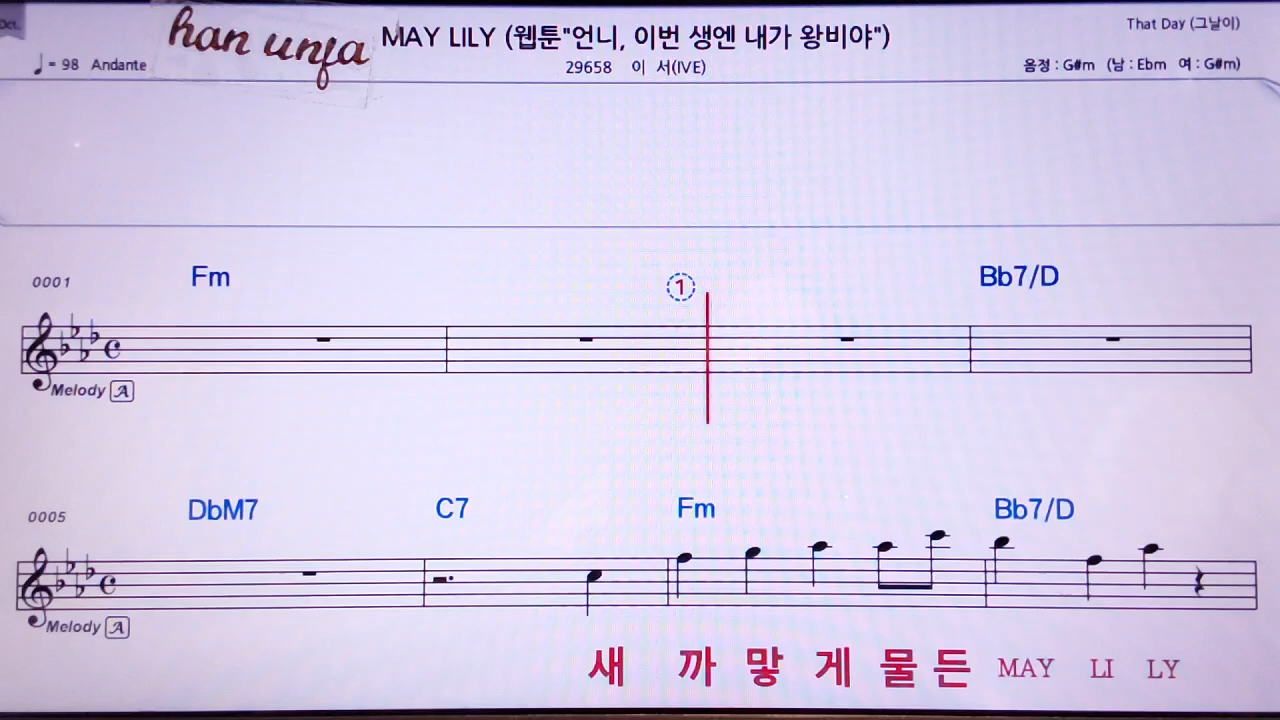 Oct.
han unfa
MAY LILY (웹툰"언니, 이번 생엔 내가 왕비야")
That Day (그날이)
♩= 98 Andante
29658 이 서(IVE)
음정 : G#m (남 : Ebm 여 : G#m)
0001
Fm
1
Bb7/D
Melody A
0005
DbM7 C7 Fm Bb7/D
Melody A
새 까 맣 게 물 든 MAY LI LY